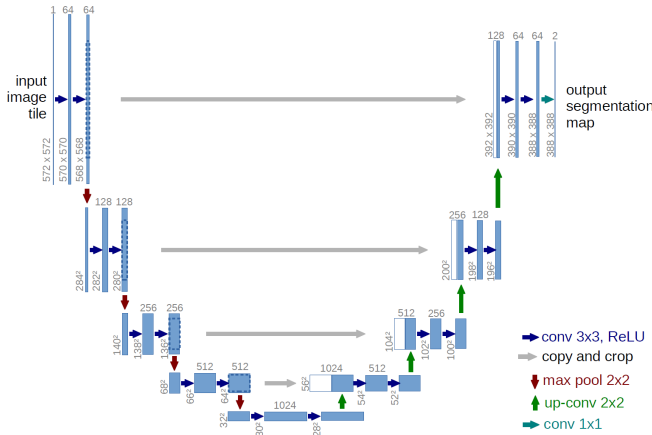 1 64 64
128 64 64 2
input
image
tile
output
segmentation
map
572 x 572
570 x 570
568 x 568
392 x 392
390 x 390
388 x 388
388 x 388
128 128
256 128
284²
282²
280²
200²
198²
196²
256 256
512 256
140²
138²
136²
104²
102²
100²
512 512
1024 512
68²
66²
64²
56²
54²
52²
1024
32²
conv 3x3, ReLU
copy and crop
max pool 2x2
up-conv 2x2
conv 1x1